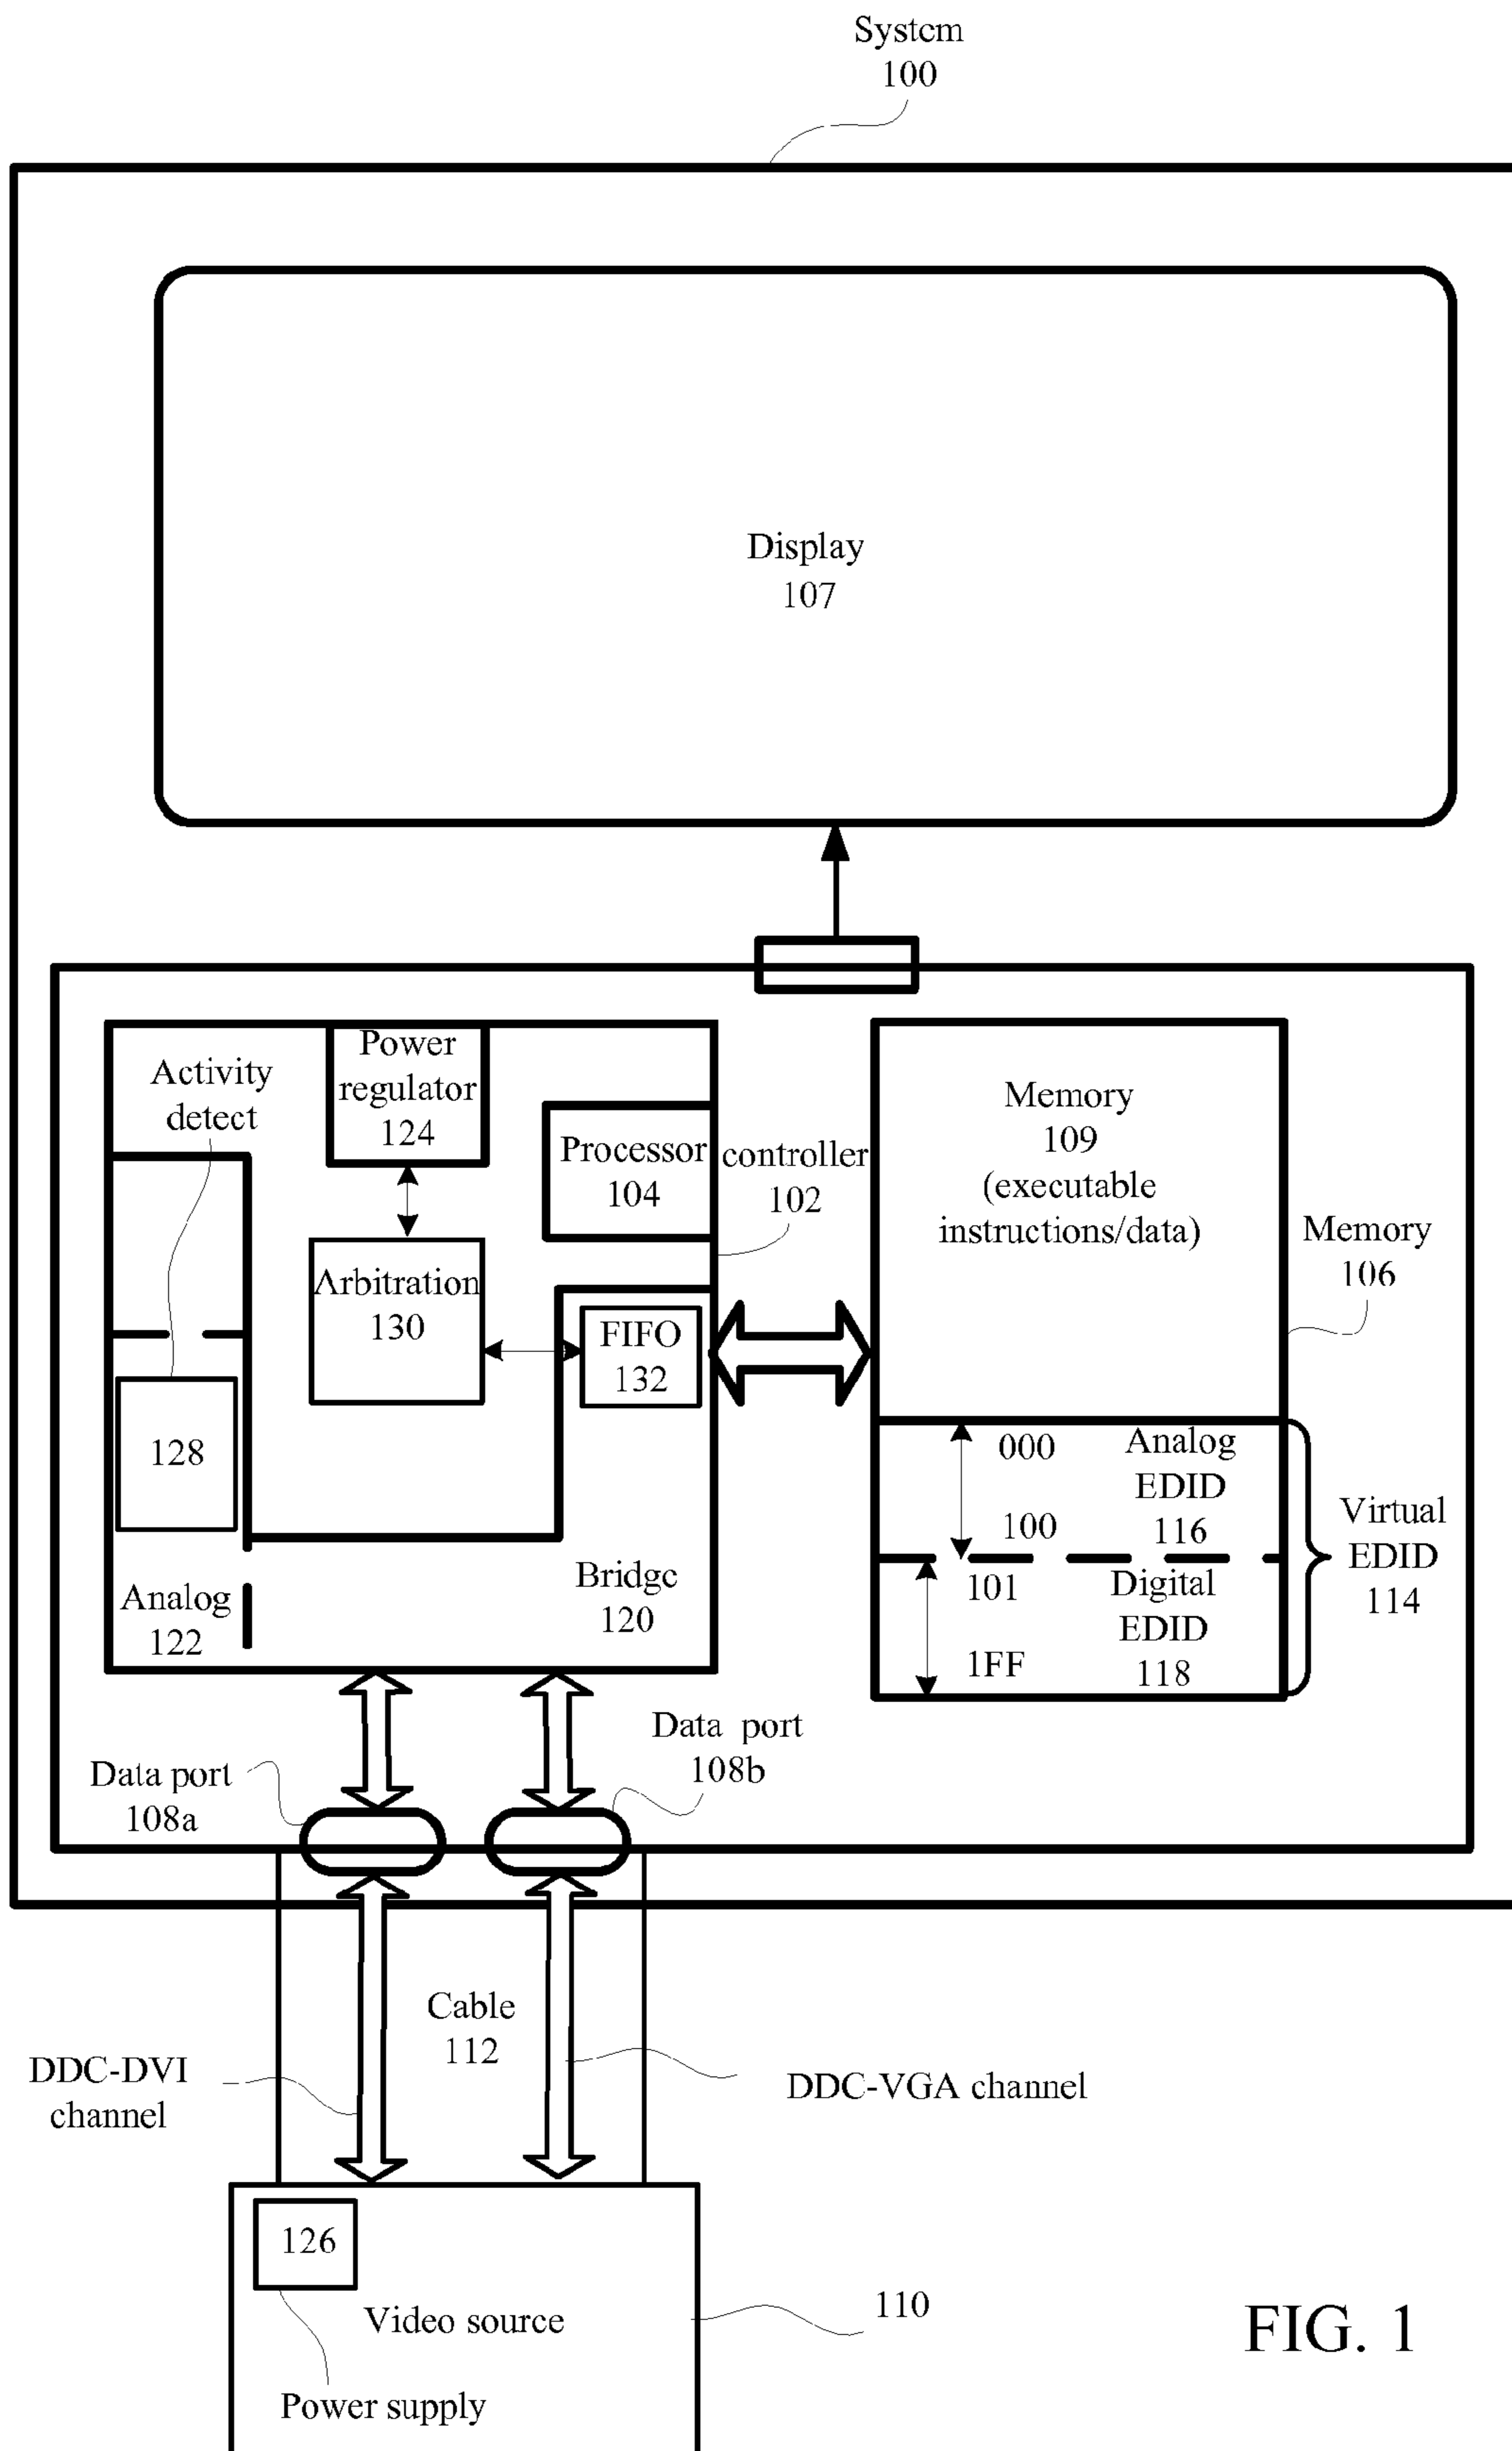 System
100
Display
107
Power
regulator
124
Activity
detect
Processor
104
controller
102
Memory
109
(executable
instructions/data)
Memory
106
Arbitration
130
FIFO
132
128
000
Analog
EDID
116
100
101
Digital
EDID
118
1FF
Virtual
EDID
114
Analog
122
Bridge
120
Data port
108a
Data port
108b
Cable
112
DDC-DVI
channel
DDC-VGA channel
126
Video source
110
Power supply
FIG. 1